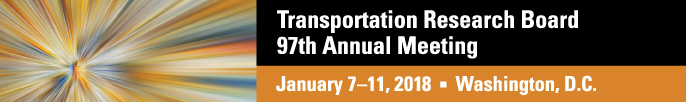 Transportation Research Board
97th Annual Meeting
January 7–11, 2018 ▪ Washington, D.C.